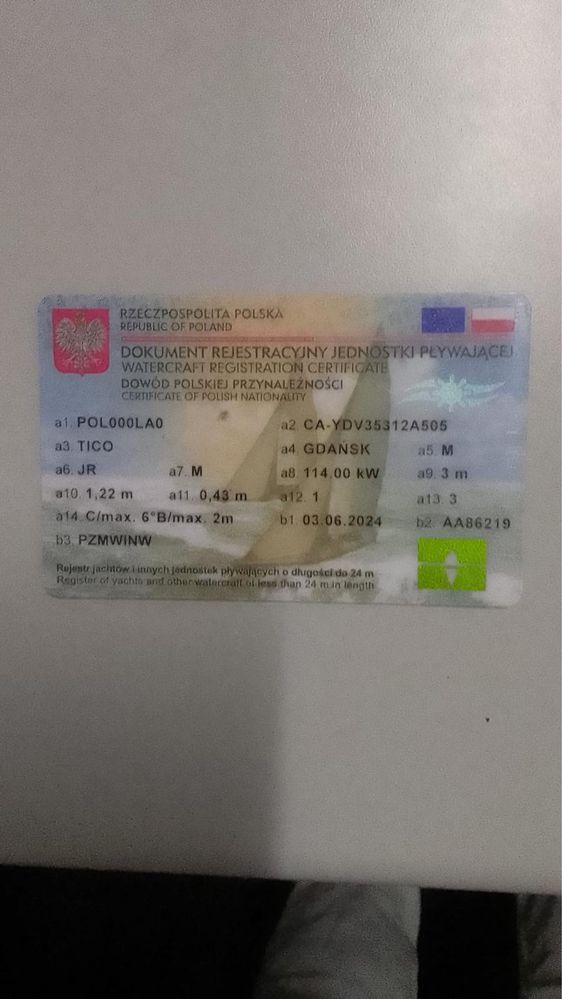 RZECZPOSPOLITA POLSKA
REPUBLIC OF POLAND
DOKUMENT REJESTRACYJNY JEDNOSTKI PŁYWAJĄCEJ
WATERCRAFT REGISTRATION CERTIFICATE
DOWÓD POLSKIEJ PRZYNALEŻNOŚCI
CERTIFICATE OF POLISH NATIONALITY
a1. POL000LA0 a2. CA-YDV35312A505
a3. TICO a4. GDAŃSK a5. M
a6. JR a7. M a8. 114,00 kW a9. 3 m
a10. 1,22 m a11. 0,43 m a12. 1 a13. 3
a14. C/max. 6°B/max. 2m b1. 03.06.2024 b2. AA86219
b3. PZMWINW
Rejestr jachtów i innych jednostek pływających o długości do 24 m
Register of yachts and other watercraft of less than 24 m in length